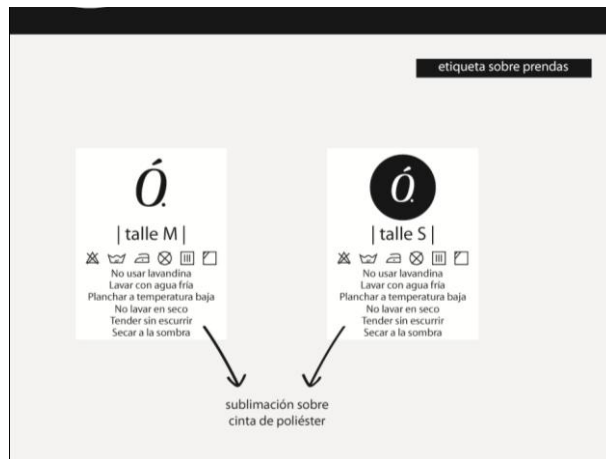 etiqueta sobre prendas
Ó.
| talle M |
No usar lavandina
Lavar con agua fría
Planchar a temperatura baja
No lavar en seco
Tender sin escurrir
Secar a la sombra
Ó.
| talle S |
No usar lavandina
Lavar con agua fría
Planchar a temperatura baja
No lavar en seco
Tender sin escurrir
Secar a la sombra
sublimación sobre
cinta de poliéster